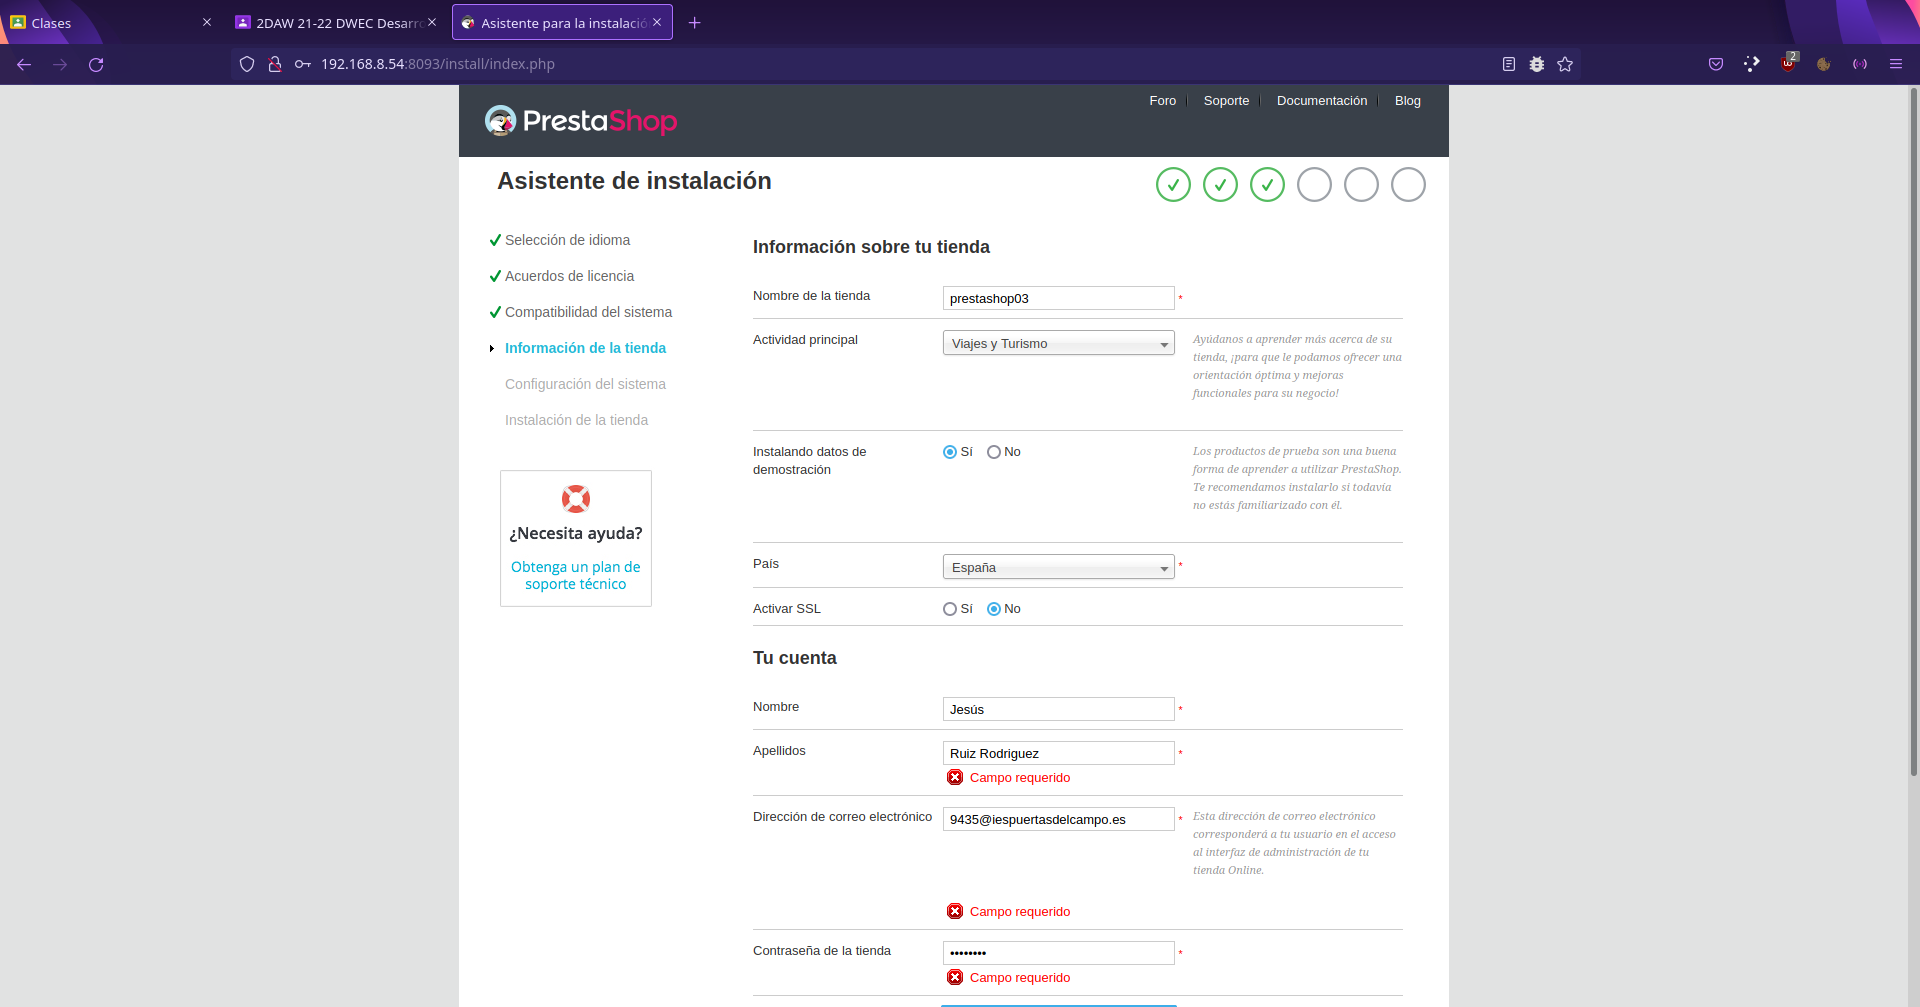 Clases
2DAW 21-22 DWEC Desarro
Asistente para la instalació
192.168.8.54:8093/install/index.php
2
Foro
Soporte
Documentación
Blog
PrestaShop
Asistente de instalación
Selección de idioma
Acuerdos de licencia
Compatibilidad del sistema
Información de la tienda
Configuración del sistema
Instalación de la tienda
¿Necesita ayuda?
Obtenga un plan de
soporte técnico
Información sobre tu tienda
Nombre de la tienda
prestashop03 *
Actividad principal
Viajes y Turismo
Ayúdanos a aprender más acerca de su
tienda, ¡para que le podamos ofrecer una
orientación óptima y mejoras
funcionales para su negocio!
Instalando datos de
demostración
Sí No
Los productos de prueba son una buena
forma de aprender a utilizar PrestaShop.
Te recomendamos instalarlo si todavía
no estás familiarizado con él.
País
España *
Activar SSL
Sí No
Tu cuenta
Nombre
Jesús *
Apellidos
Ruiz Rodriguez *
Campo requerido
Dirección de correo electrónico
9435@iespuertasdelcampo.es *
Esta dirección de correo electrónico
corresponderá a tu usuario en el acceso
al interfaz de administración de tu
tienda Online.
Campo requerido
Contraseña de la tienda
•••••••• *
Campo requerido